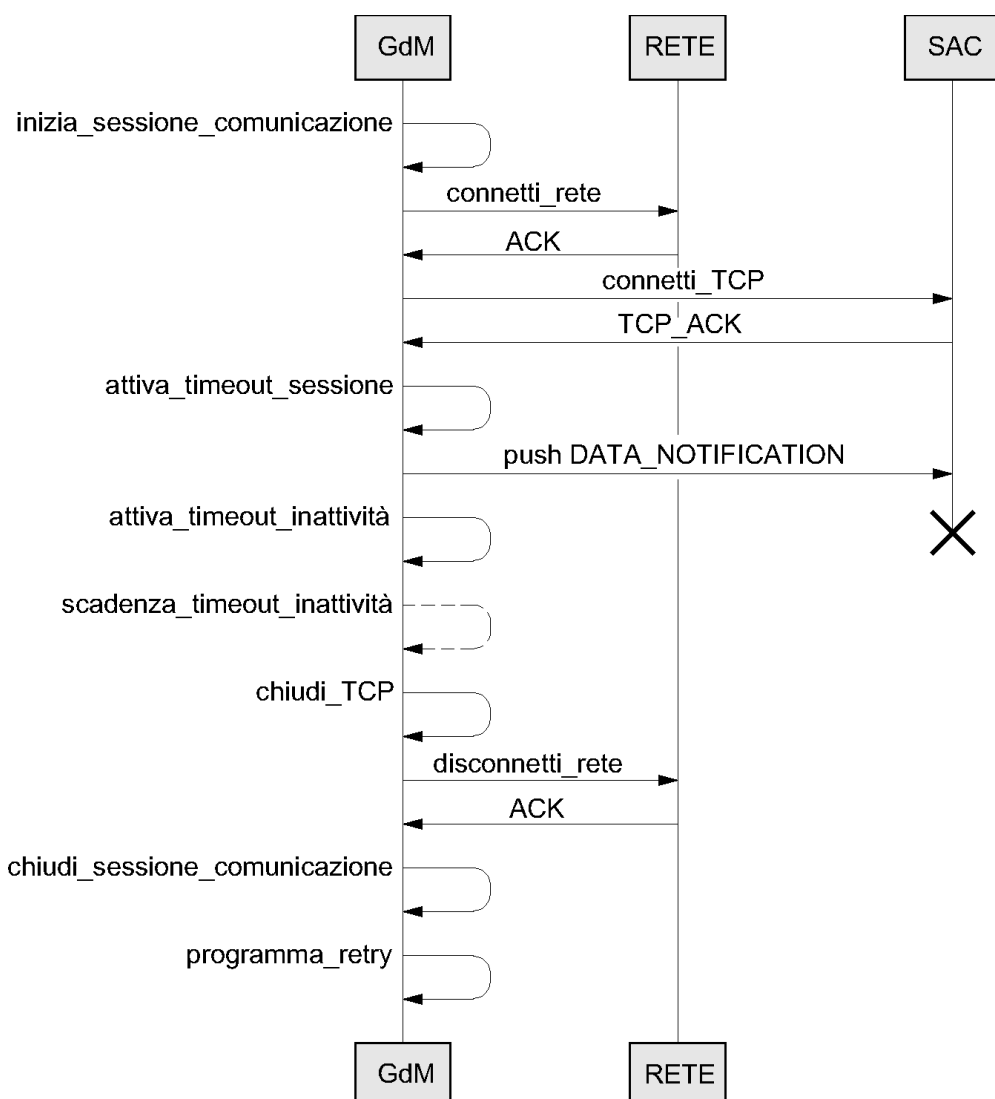 GdM RETE SAC
inizia_sessione_comunicazione
connetti_rete
ACK
connetti_TCP
TCP_ACK
attiva_timeout_sessione
push DATA_NOTIFICATION
attiva_timeout_inattività
scadenza_timeout_inattività
chiudi_TCP
disconnetti_rete
ACK
chiudi_sessione_comunicazione
programma_retry
GdM RETE